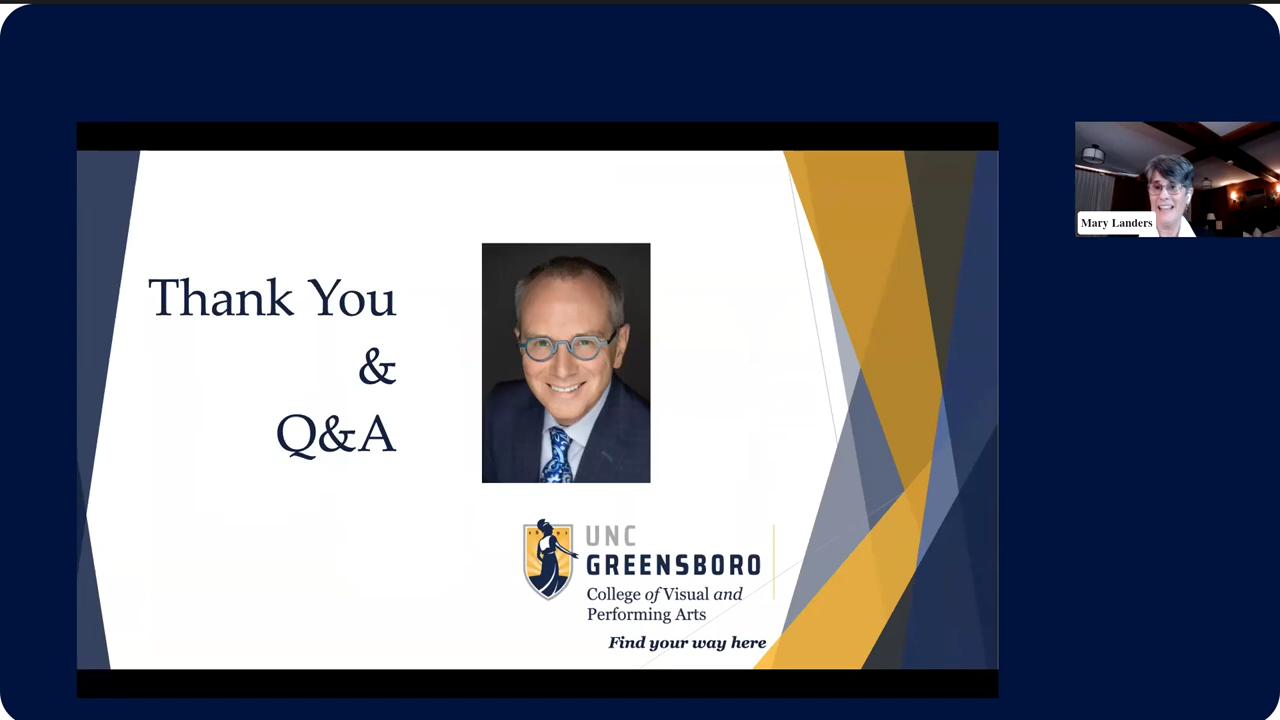 Thank You
&
Q&A
UNC
GREENSBORO
College of Visual and
Performing Arts
Find your way here
Mary Landers